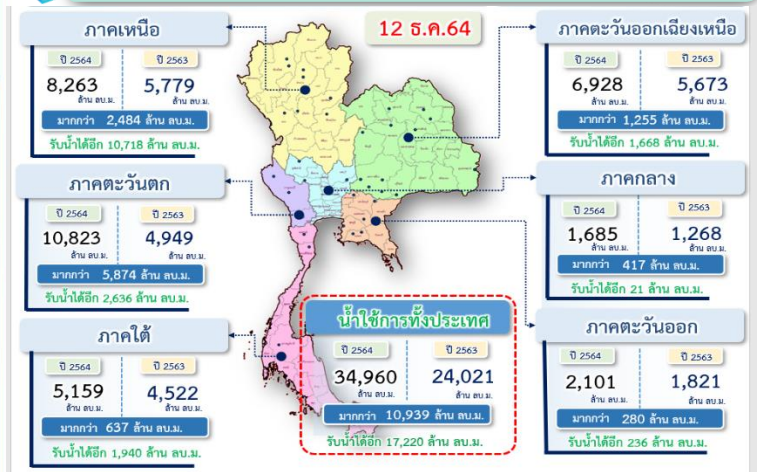 12 ธ.ค.64
ภาคเหนือ
ปี 2564 ปี 2563
8,263 5,779
ล้าน ลบ.ม. ล้าน ลบ.ม.
มากกว่า 2,484 ล้าน ลบ.ม.
รับน้ำได้อีก 10,718 ล้าน ลบ.ม.
ภาคตะวันออกเฉียงเหนือ
ปี 2564 ปี 2563
6,928 5,673
ล้าน ลบ.ม. ล้าน ลบ.ม.
มากกว่า 1,255 ล้าน ลบ.ม.
รับน้ำได้อีก 1,668 ล้าน ลบ.ม.
ภาคตะวันตก
ปี 2564 ปี 2563
10,823 4,949
ล้าน ลบ.ม. ล้าน ลบ.ม.
มากกว่า 5,874 ล้าน ลบ.ม.
รับน้ำได้อีก 2,636 ล้าน ลบ.ม.
ภาคกลาง
ปี 2564 ปี 2563
1,685 1,268
ล้าน ลบ.ม. ล้าน ลบ.ม.
มากกว่า 417 ล้าน ลบ.ม.
รับน้ำได้อีก 21 ล้าน ลบ.ม.
ภาคใต้
ปี 2564 ปี 2563
5,159 4,522
ล้าน ลบ.ม. ล้าน ลบ.ม.
มากกว่า 637 ล้าน ลบ.ม.
รับน้ำได้อีก 1,940 ล้าน ลบ.ม.
น้ำใช้การทั้งประเทศ
ปี 2564 ปี 2563
34,960 24,021
ล้าน ลบ.ม. ล้าน ลบ.ม.
มากกว่า 10,939 ล้าน ลบ.ม.
รับน้ำได้อีก 17,220 ล้าน ลบ.ม.
ภาคตะวันออก
ปี 2564 ปี 2563
2,101 1,821
ล้าน ลบ.ม. ล้าน ลบ.ม.
มากกว่า 280 ล้าน ลบ.ม.
รับน้ำได้อีก 236 ล้าน ลบ.ม.